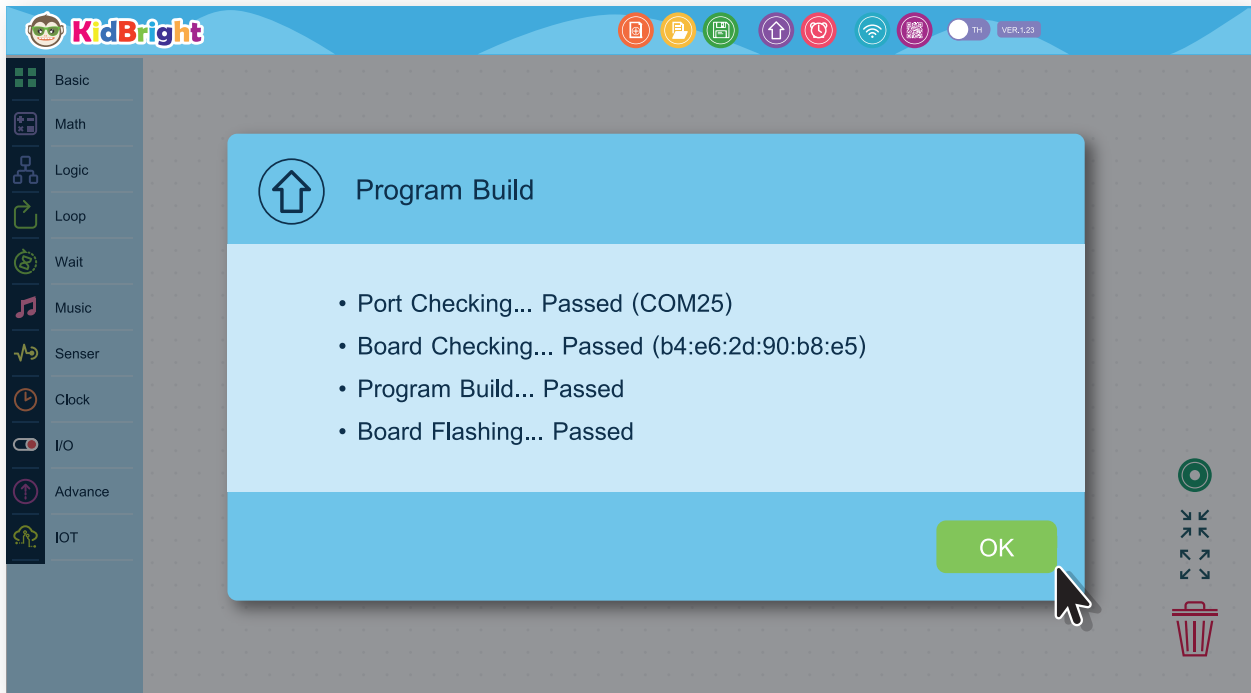 KidBright
TH
VER.1.23
Basic
Math
Logic
Loop
Wait
Music
Senser
Clock
I/O
Advance
IOT
Program Build
• Port Checking... Passed (COM25)
• Board Checking... Passed (b4:e6:2d:90:b8:e5)
• Program Build... Passed
• Board Flashing... Passed
OK